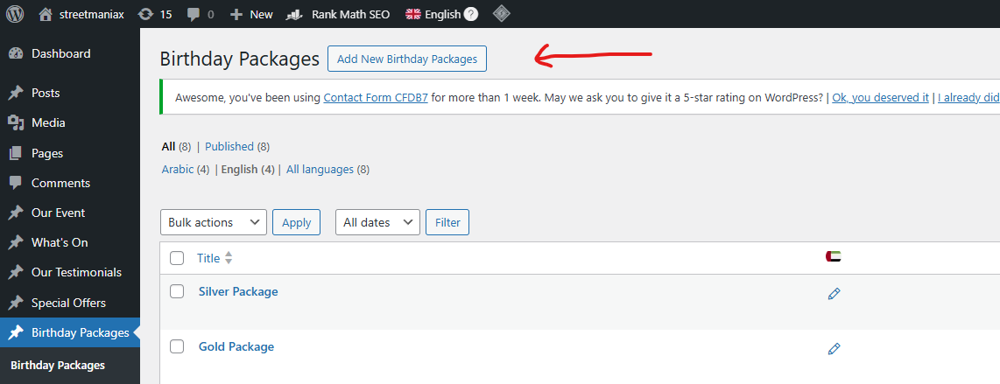 streetmaniax 15 0 New Rank Math SEO English ?
Dashboard
Posts
Media
Pages
Comments
Our Event
What's On
Our Testimonials
Special Offers
Birthday Packages
Birthday Packages
Birthday Packages Add New Birthday Packages
Awesome, you've been using Contact Form CFDB7 for more than 1 week. May we ask you to give it a 5-star rating on WordPress? | Ok, you deserved it | I already did
All (8) | Published (8)
Arabic (4) | English (4) | All languages (8)
Bulk actions Apply All dates Filter
Title
Silver Package
Gold Package